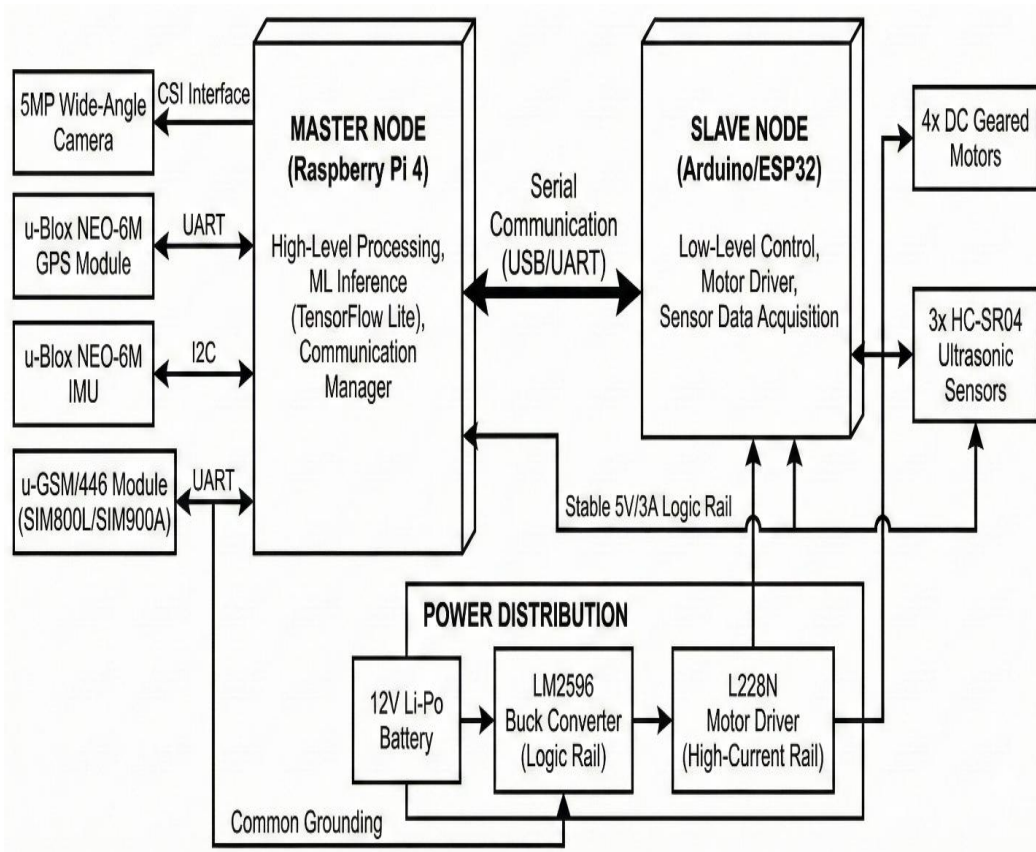 5MP Wide-Angle
Camera
CSI Interface
u-Blox NEO-6M
GPS Module
UART
u-Blox NEO-6M
IMU
I2C
u-GSM/446 Module
(SIM800L/SIM900A)
UART
MASTER NODE
(Raspberry Pi 4)
High-Level Processing,
ML Inference
(TensorFlow Lite),
Communication
Manager
Serial
Communication
(USB/UART)
SLAVE NODE
(Arduino/ESP32)
Low-Level Control,
Motor Driver,
Sensor Data Acquisition
4x DC Geared
Motors
3x HC-SR04
Ultrasonic
Sensors
Stable 5V/3A Logic Rail
POWER DISTRIBUTION
12V Li-Po
Battery
LM2596
Buck Converter
(Logic Rail)
L228N
Motor Driver
(High-Current Rail)
Common Grounding